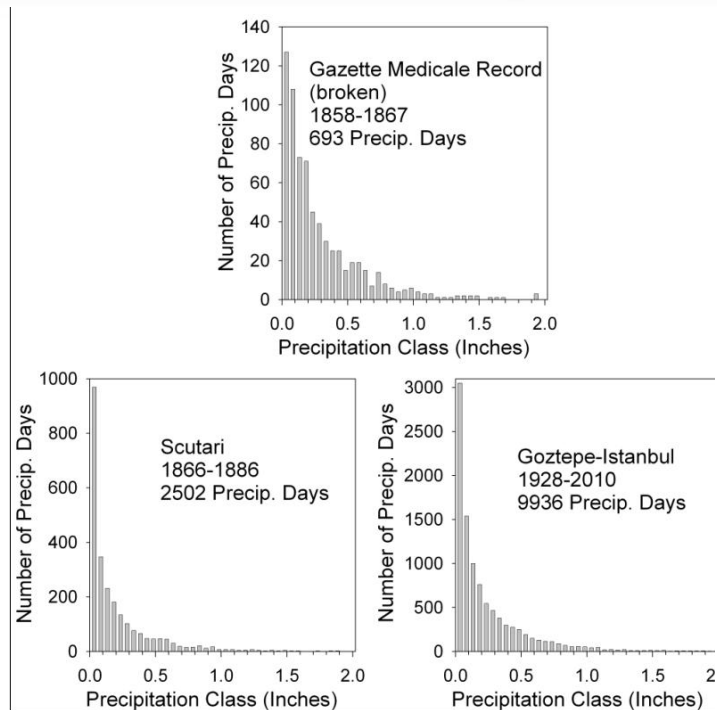 Gazette Medicale Record
(broken)
1858-1867
693 Precip. Days
Number of Precip. Days
140
120
100
80
60
40
20
0
0.0 0.5 1.0 1.5 2.0
Precipitation Class (Inches)
Scutari
1866-1886
2502 Precip. Days
Number of Precip. Days
1000
800
600
400
200
0
0.0 0.5 1.0 1.5 2.0
Precipitation Class (Inches)
Goztepe-Istanbul
1928-2010
9936 Precip. Days
Number of Precip. Days
3000
2500
2000
1500
1000
500
0
0.0 0.5 1.0 1.5 2.0
Precipitation Class (Inches)